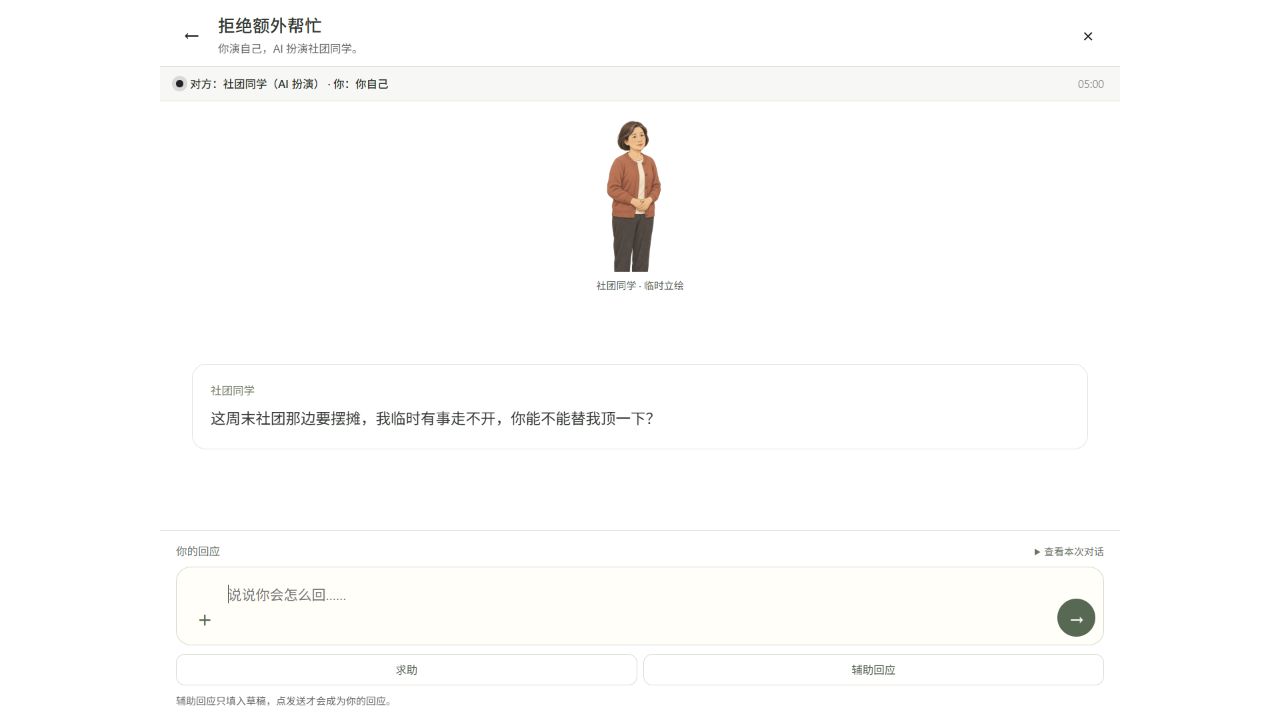 ←
拒绝额外帮忙
你演自己，AI 扮演社团同学。
×
对方：社团同学（AI 扮演） · 你：你自己
05:00
社团同学 · 临时立绘
社团同学
这周末社团那边要摆摊，我临时有事走不开，你能不能替我顶一下？
你的回应
▶ 查看本次对话
说说你会怎么回……
+
→
求助
辅助回应
辅助回应只填入草稿，点发送才会成为你的回应。